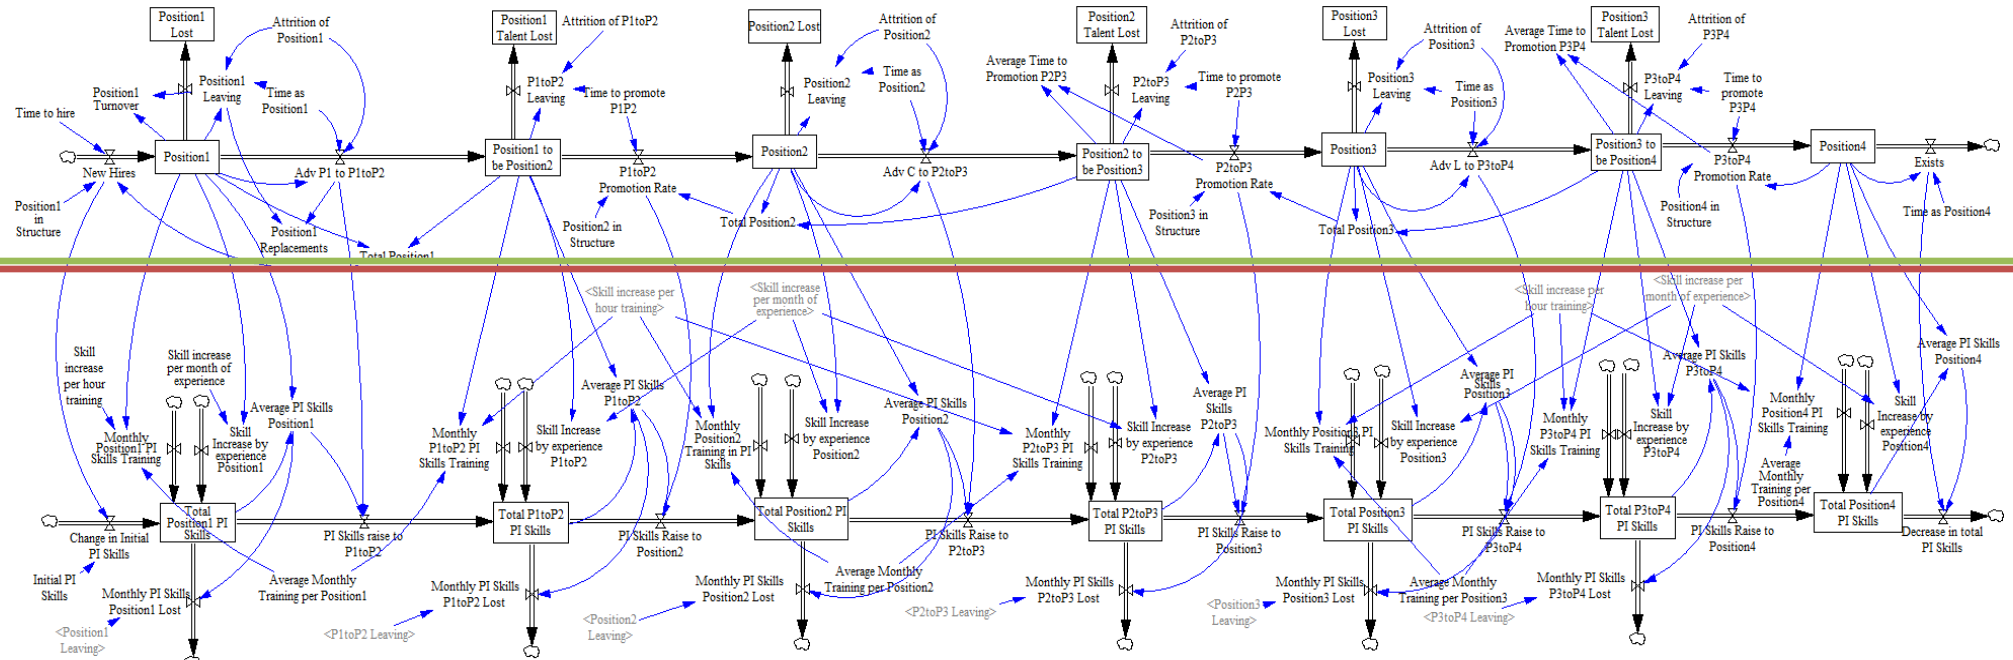 Position1
Lost
Attrition of
Position1
Position1
Talent Lost
Attrition of P1toP2
Position2 Lost
Attrition of
Position2
Position2
Talent Lost
Attrition of
P2toP3
Position3
Lost
Attrition of
Position3
Average Time to
Promotion P3P4
Position3
Talent Lost
Attrition of
P3P4
Time to hire
Position1
Turnover
Position1
Leaving
Time as
Position1
P1toP2
Leaving
Time to promote
P1P2
Position2
Leaving
Time as
Position2
Average Time to
Promotion P2P3
P2toP3
Leaving
Time to promote
P2P3
Position3
Leaving
Time as
Position3
P3toP4
Leaving
Time to
promote
P3P4
Position1
Position1 to
be Position2
Position2
Position2 to
be Position3
Position3
Position3 to
be Position4
Position4
New Hires
Adv P1 to P1toP2
P1toP2
Promotion Rate
Adv C to P2toP3
P2toP3
Promotion Rate
Adv L to P3toP4
P3toP4
Promotion Rate
Exists
Position1
in
Structure
Position1
Replacements
Total Position1
Position2 in
Structure
Total Position2
Position3 in
Structure
Total Position3
Position4 in
Structure
Time as Position4
<Skill increase per
hour training>
<Skill increase
per month of
experience>
<Skill increase per
hour training>
<Skill increase per
month of experience>
Skill
increase
per hour
training
Skill increase
per month of
experience
Average PI Skills
Position1
Average PI Skills
P1toP2
Average PI Skills
Position2
Average PI
Skills
P2toP3
Average PI
Skills
Position3
Average PI Skills
P3toP4
Average PI Skills
Position4
Monthly
Position1 PI
Skills Training
Skill
Increase by
experience
Position1
Monthly
P1toP2 PI
Skills Training
Skill Increase
by experience
P1toP2
Monthly
Position2
Training in PI
Skills
Skill Increase
by experience
Position2
Monthly
P2toP3 PI
Skills Training
Skill Increase
by experience
P2toP3
Monthly Position3 PI
Skills Training
Skill Increase
by experience
Position3
Monthly
P3toP4 PI
Skills Training
Skill
Increase by
experience
P3toP4
Monthly
Position4 PI
Skills Training
Skill
Increase by
experience
Position4
Average
Monthly
Training per
Position4
Total
Position1 PI
Skills
Total P1toP2
PI Skills
Total Position2 PI
Skills
Total P2toP3
PI Skills
Total Position3
PI Skills
Total P3toP4
PI Skills
Total Position4
PI Skills
Change in Initial
PI Skills
PI Skills raise to
P1toP2
PI Skills Raise to
Position2
PI Skills Raise to
P2toP3
PI Skills Raise to
Position3
PI Skills Raise to
P3toP4
PI Skills Raise to
Position4
Decrease in total
PI Skills
Initial PI
Skills
Monthly PI Skills
Position1 Lost
Average Monthly
Training per Position1
Monthly PI Skills
P1toP2 Lost
Monthly PI Skills
Position2 Lost
Average Monthly
Training per Position2
Monthly PI Skills
P2toP3 Lost
Monthly PI Skills
Position3 Lost
Average Monthly
Training per Position3
Monthly PI Skills
P3toP4 Lost
<Position1
Leaving>
<P1toP2 Leaving>
<Position2
Leaving>
<P2toP3 Leaving>
<Position3
Leaving>
<P3toP4 Leaving>